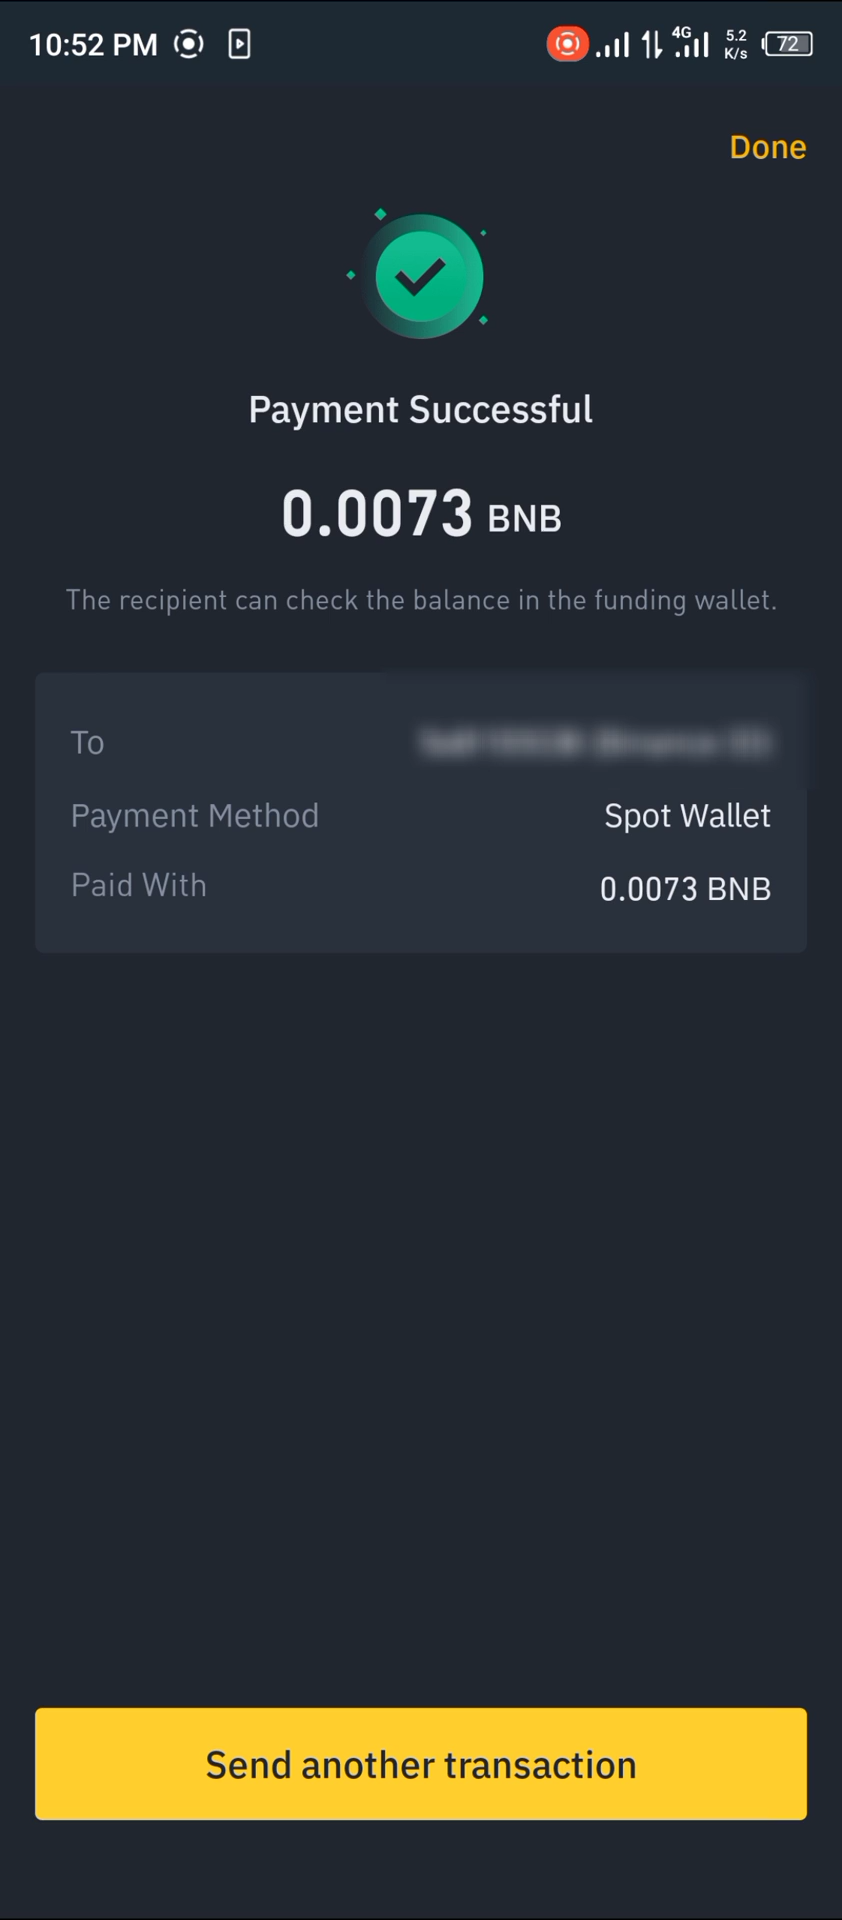 10:52 PM 4G 5.2 K/s 72
Done
Payment Successful
0.0073 BNB
The recipient can check the balance in the funding wallet.
To
Payment Method Spot Wallet
Paid With 0.0073 BNB
Send another transaction